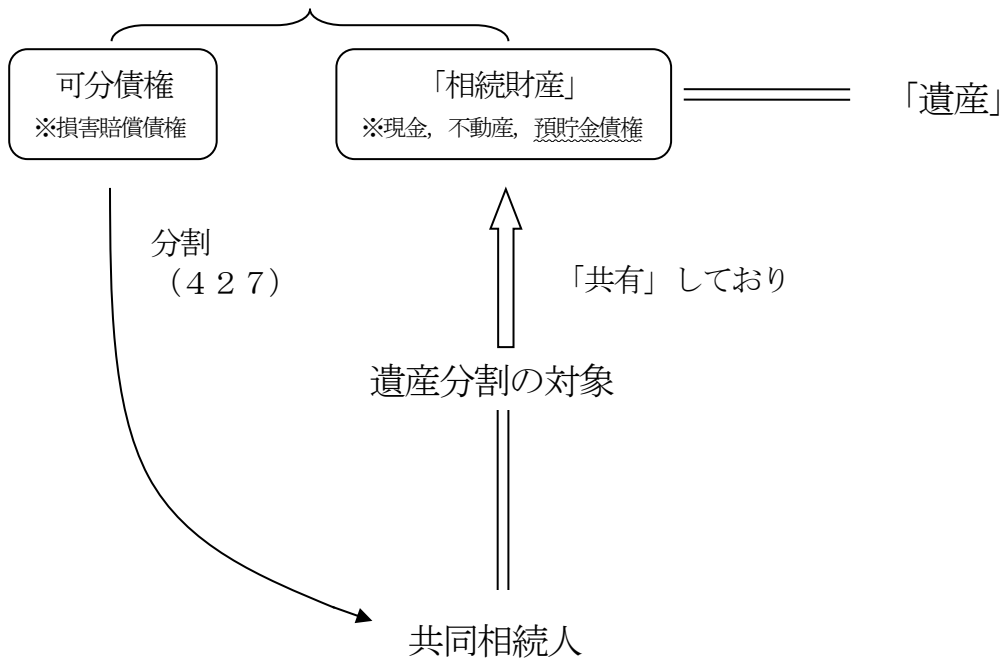 可分債権
※損害賠償債権
「相続財産」
※現金，不動産，預貯金債権
「遺産」
分割
（４２７）
「共有」しており
遺産分割の対象
共同相続人